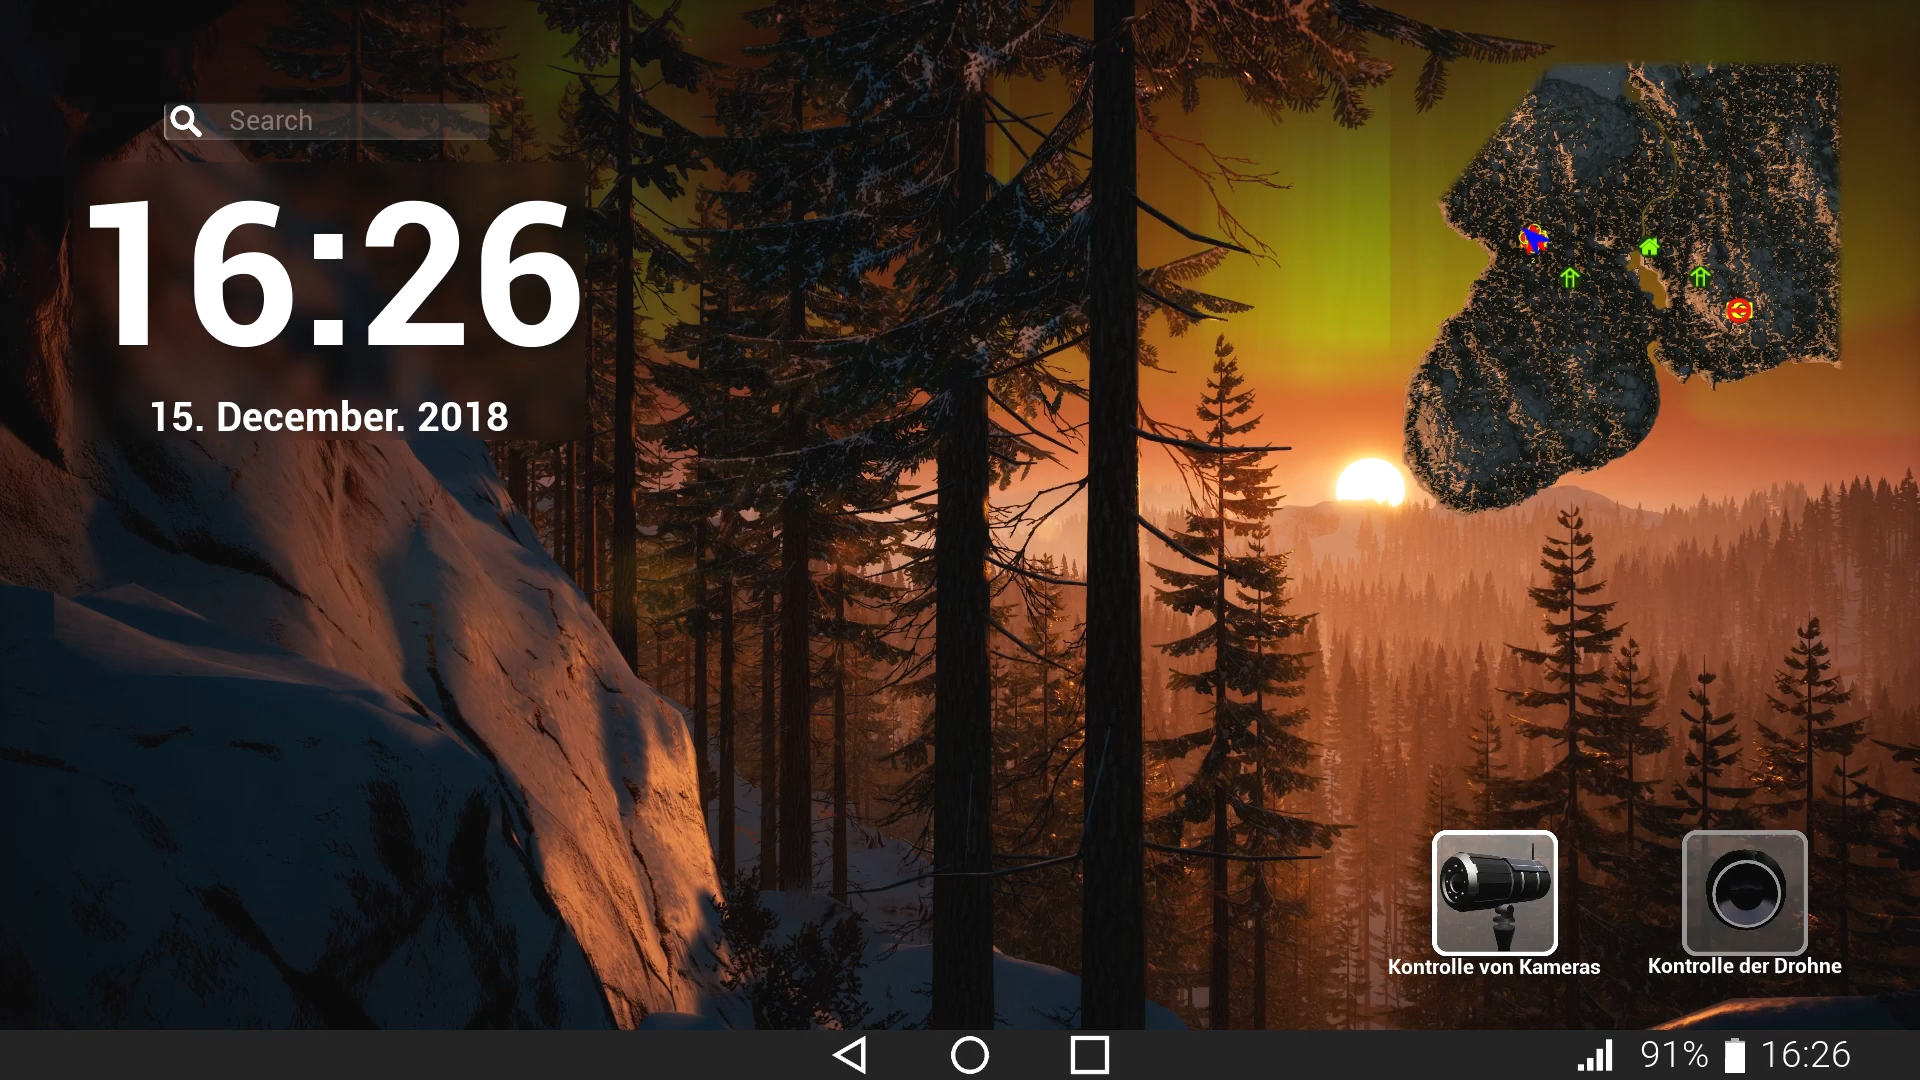 Search
16:26
15. December. 2018
Kontrolle von Kameras
Kontrolle der Drohne
91% 16:26